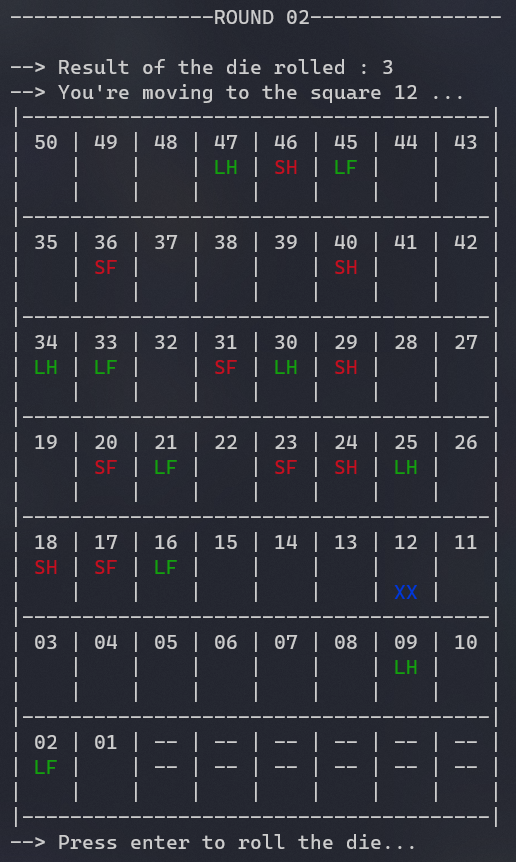 -----------------ROUND 02----------------
--> Result of the die rolled : 3
--> You're moving to the square 12 ...
|---------------------------------------|
| 50 | 49 | 48 | 47 | 46 | 45 | 44 | 43 |
|    |    |    | LH | SH | LF |    |    |
|    |    |    |    |    |    |    |    |
|---------------------------------------|
| 35 | 36 | 37 | 38 | 39 | 40 | 41 | 42 |
|    | SF |    |    |    | SH |    |    |
|    |    |    |    |    |    |    |    |
|---------------------------------------|
| 34 | 33 | 32 | 31 | 30 | 29 | 28 | 27 |
| LH | LF |    | SF | LH | SH |    |    |
|    |    |    |    |    |    |    |    |
|---------------------------------------|
| 19 | 20 | 21 | 22 | 23 | 24 | 25 | 26 |
|    | SF | LF |    | SF | SH | LH |    |
|    |    |    |    |    |    |    |    |
|---------------------------------------|
| 18 | 17 | 16 | 15 | 14 | 13 | 12 | 11 |
| SH | SF | LF |    |    |    |    |    |
|    |    |    |    |    |    | XX |    |
|---------------------------------------|
| 03 | 04 | 05 | 06 | 07 | 08 | 09 | 10 |
|    |    |    |    |    |    | LH |    |
|    |    |    |    |    |    |    |    |
|---------------------------------------|
| 02 | 01 | -- | -- | -- | -- | -- | -- |
| LF |    | -- | -- | -- | -- | -- | -- |
|    |    |    |    |    |    |    |    |
|---------------------------------------|
--> Press enter to roll the die...